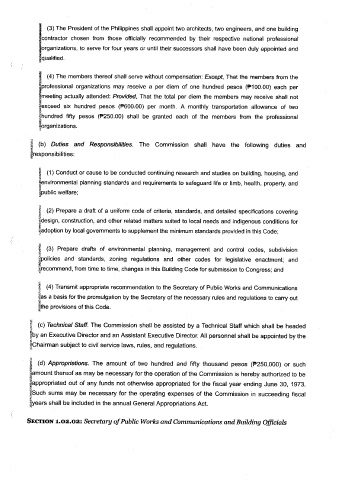 (3) The President of the Philippines shall appoint two architects, two engineers, and one building
contractor chosen from those officially recommended by their respective national professional
organizations, to serve for four years or until their successors shall have been duly appointed and
qualified.
(4) The members thereof shall serve without compensation: Except, That the members from the
professional organizations may receive a per diem of one hundred pesos (₱100.00) each per
meeting actually attended: Provided, That the total per diem the members may receive shall not
exceed six hundred pesos (₱600.00) per month. A monthly transportation allowance of two
hundred fifty pesos (₱250.00) shall be granted each of the members from the professional
organizations.
(b) Duties and Responsibilities. The Commission shall have the following duties and
responsibilities:
(1) Conduct or cause to be conducted continuing research and studies on building, housing, and
environmental planning standards and requirements to safeguard life or limb, health, property, and
public welfare;
(2) Prepare a draft of a uniform code of criteria, standards, and detailed specifications covering
design, construction, and other related matters suited to local needs and indigenous conditions for
adoption by local governments to supplement the minimum standards provided in this Code;
(3) Prepare drafts of environmental planning, management and control codes, subdivision
policies and standards, zoning regulations and other codes for legislative enactment; and
recommend, from time to time, changes in this Building Code for submission to Congress; and
(4) Transmit appropriate recommendation to the Secretary of Public Works and Communications
as a basis for the promulgation by the Secretary of the necessary rules and regulations to carry out
the provisions of this Code.
(c) Technical Staff. The Commission shall be assisted by a Technical Staff which shall be headed
by an Executive Director and an Assistant Executive Director. All personnel shall be appointed by the
Chairman subject to civil service laws, rules, and regulations.
(d) Appropriations. The amount of two hundred and fifty thousand pesos (₱250,000) or such
amount thereof as may be necessary for the operation of the Commission is hereby authorized to be
appropriated out of any funds not otherwise appropriated for the fiscal year ending June 30, 1973.
Such sums may be necessary for the operating expenses of the Commission in succeeding fiscal
years shall be included in the annual General Appropriations Act.
SECTION 1.02.02: Secretary of Public Works and Communications and Building Officials